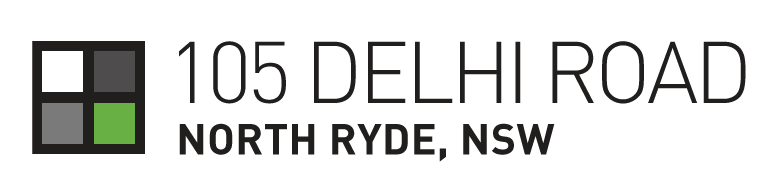 105 DELHI ROAD
NORTH RYDE, NSW